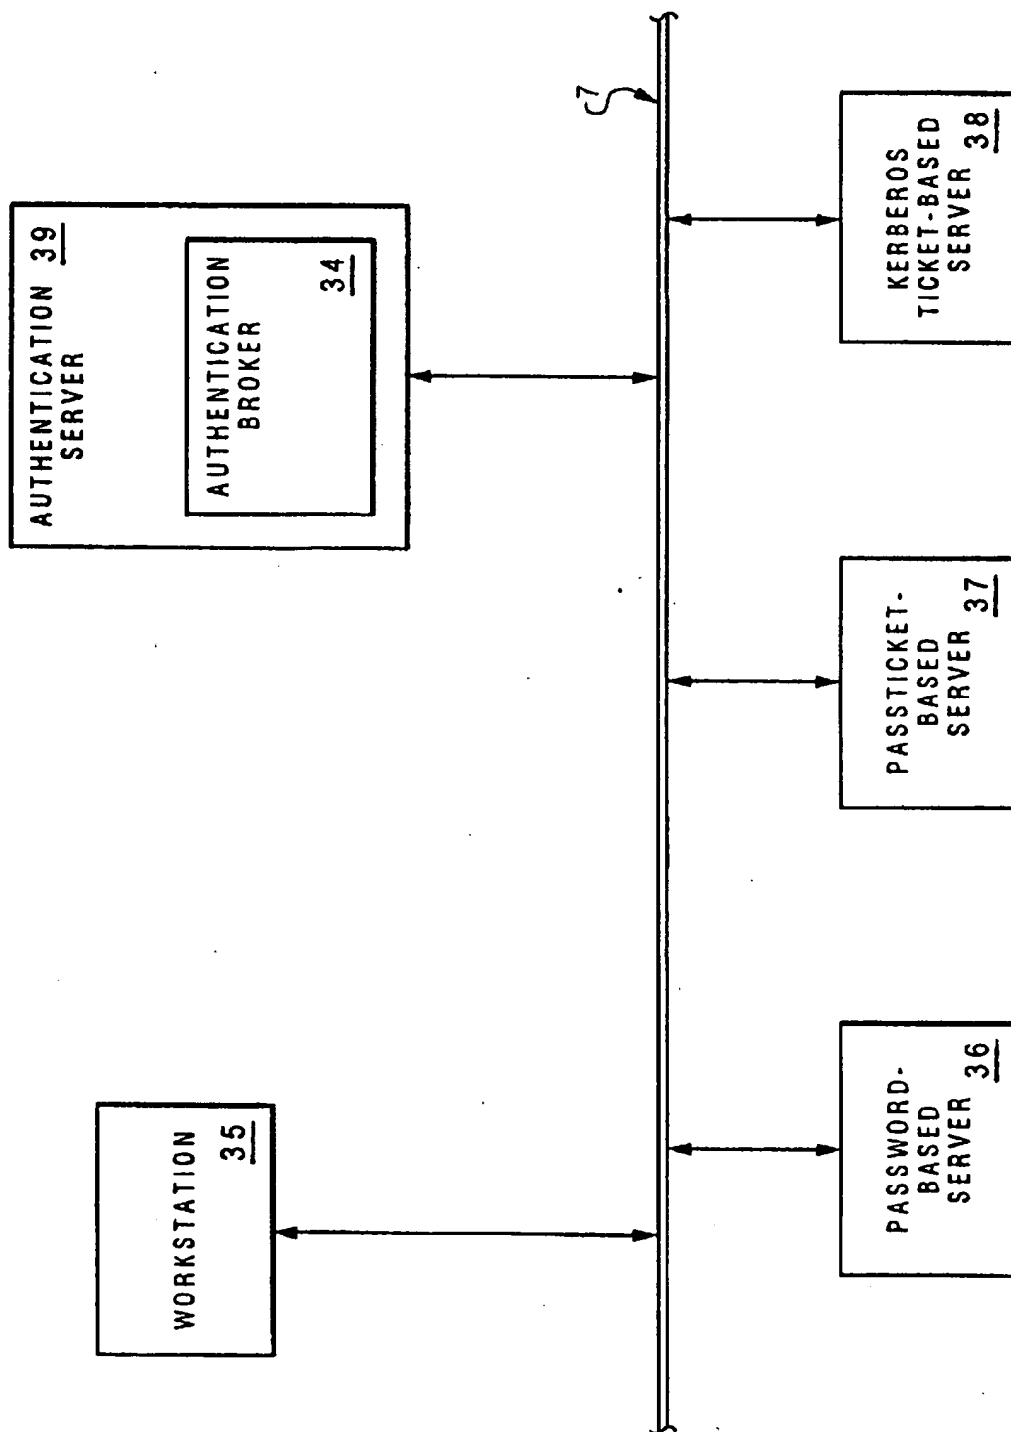 WORKSTATION
35
AUTHENTICATION 39
SERVER
AUTHENTICATION
BROKER
34
7
PASSWORD-
BASED
SERVER
36
PASSTICKET-
BASED
SERVER
37
KERBEROS
TICKET-BASED
SERVER
38